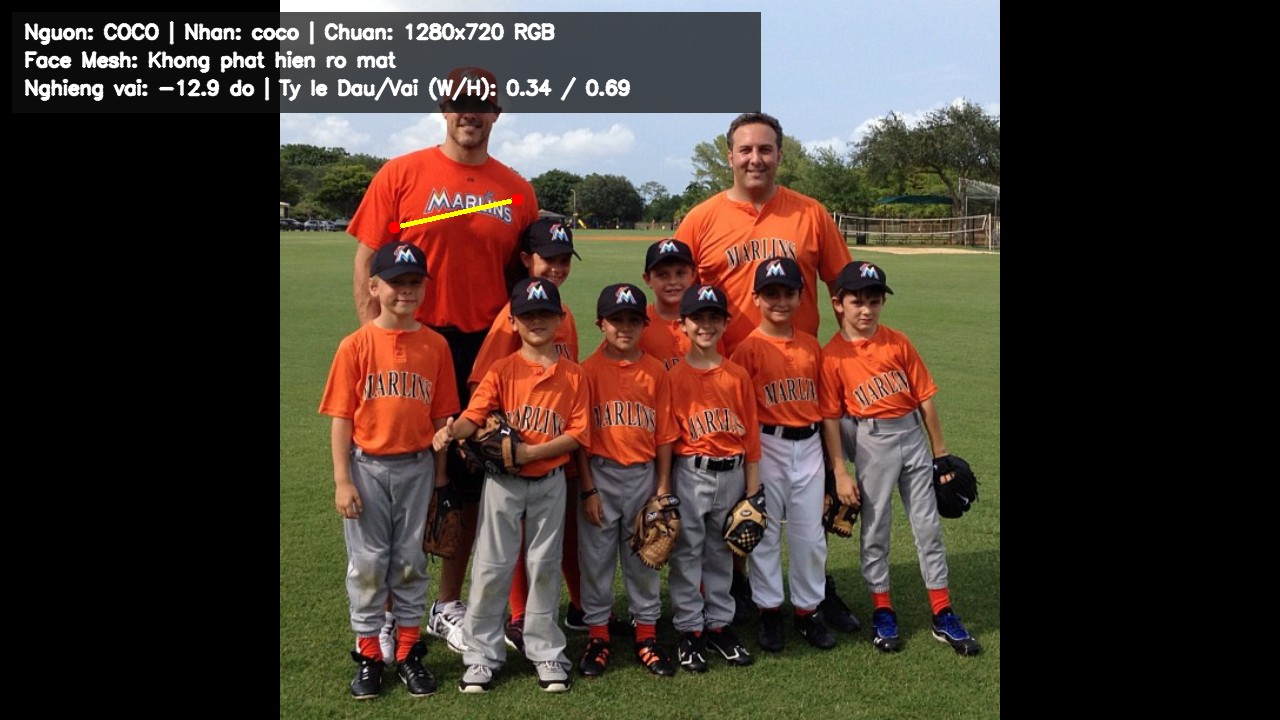 Nguon: COCO | Nhan: coco | Chuan: 1280x720 RGB
Face Mesh: Khong phat hien ro mat
Nghieng vai: -12.9 do | Ty le Dau/Vai (W/H): 0.34 / 0.69
MARLINS
MARLINS
MARLINS
MARLINS
MARLINS
MARLINS
MARLINS
MARLINS